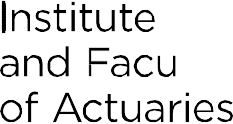 Institute
and Facu
of Actuaries